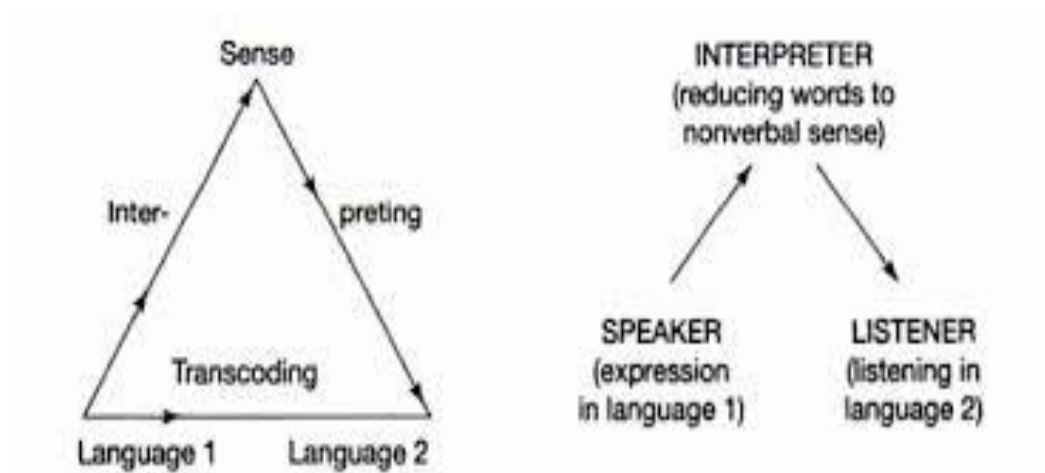 Sense
Inter-
preting
Transcoding
Language 1
Language 2
INTERPRETER
(reducing words to
nonverbal sense)
SPEAKER
(expression
in language 1)
LISTENER
(listening in
language 2)